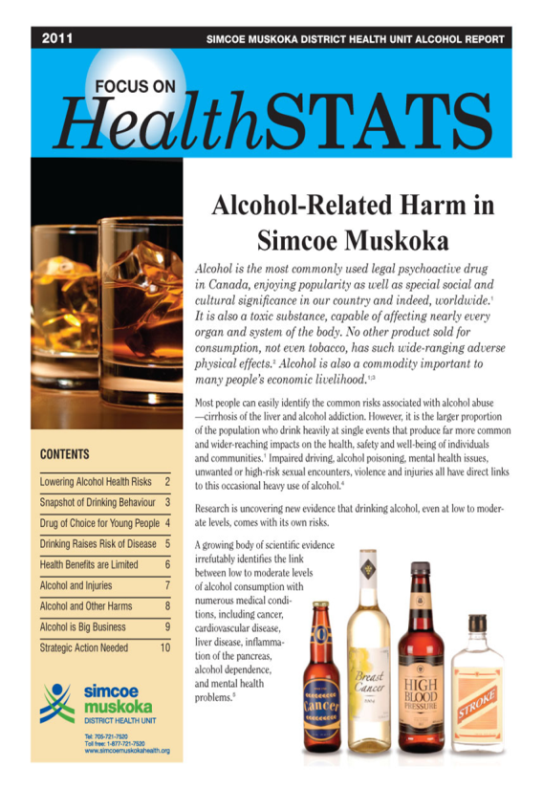 2011
SIMCOE MUSKOKA DISTRICT HEALTH UNIT ALCOHOL REPORT
FOCUS ON
HealthSTATS
Alcohol-Related Harm in
Simcoe Muskoka
Alcohol is the most commonly used legal psychoactive drug
in Canada, enjoying popularity as well as special social and
cultural significance in our country and indeed, worldwide.¹
It is also a toxic substance, capable of affecting nearly every
organ and system of the body. No other product sold for
consumption, not even tobacco, has such wide-ranging adverse
physical effects.² Alcohol is also a commodity important to
many people's economic livelihood.¹,³
Most people can easily identify the common risks associated with alcohol abuse
—cirrhosis of the liver and alcohol addiction. However, it is the larger proportion
of the population who drink heavily at single events that produce far more common
and wider-reaching impacts on the health, safety and well-being of individuals
and communities.¹ Impaired driving, alcohol poisoning, mental health issues,
unwanted or high-risk sexual encounters, violence and injuries all have direct links
to this occasional heavy use of alcohol.⁴
Research is uncovering new evidence that drinking alcohol, even at low to moder-
ate levels, comes with its own risks.
A growing body of scientific evidence
irrefutably identifies the link
between low to moderate levels
of alcohol consumption with
numerous medical condi-
tions, including cancer,
cardiovascular disease,
liver disease, inflamma-
tion of the pancreas,
alcohol dependence,
and mental health
problems.⁵
CONTENTS
Lowering Alcohol Health Risks 2
Snapshot of Drinking Behaviour 3
Drug of Choice for Young People 4
Drinking Raises Risk of Disease 5
Health Benefits are Limited 6
Alcohol and Injuries 7
Alcohol and Other Harms 8
Alcohol is Big Business 9
Strategic Action Needed 10
simcoe
muskoka
DISTRICT HEALTH UNIT
Tel: 705-721-7520
Toll free: 1-877-721-7520
www.simcoemuskokahealth.org
Cancer
Breast
Cancer
HIGH
BLOOD
PRESSURE
STROKE